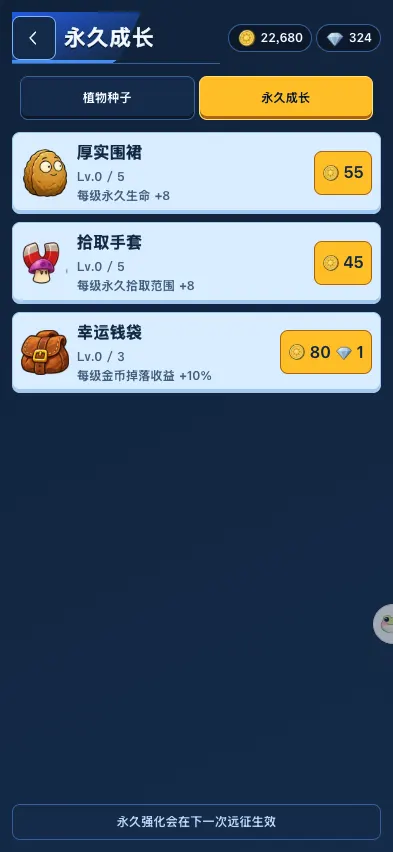 永久成长
22,680
324
植物种子
永久成长
厚实围裙
Lv.0 / 5
每级永久生命 +8
55
拾取手套
Lv.0 / 5
每级永久拾取范围 +8
45
幸运钱袋
Lv.0 / 3
每级金币掉落收益 +10%
80 1
永久强化会在下一次远征生效